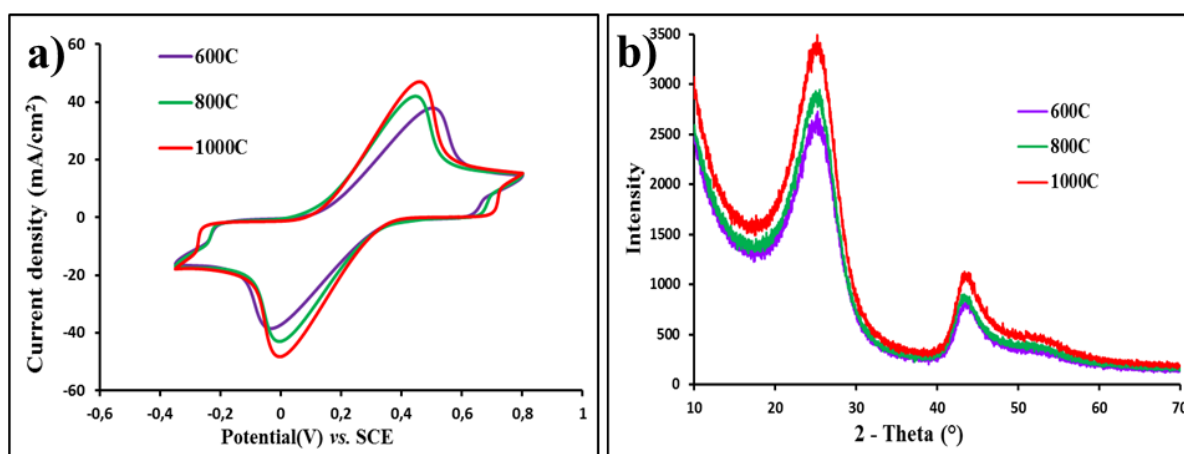 a)
600C
800C
1000C
Current density (mA/cm²)
60
40
20
0
-20
-40
-60
-0,6 -0,4 -0,2 0 0,2 0,4 0,6 0,8 1
Potential(V) vs. SCE
b)
600C
800C
1000C
Intensity
3500
3000
2500
2000
1500
1000
500
0
10 20 30 40 50 60 70
2 - Theta (°)